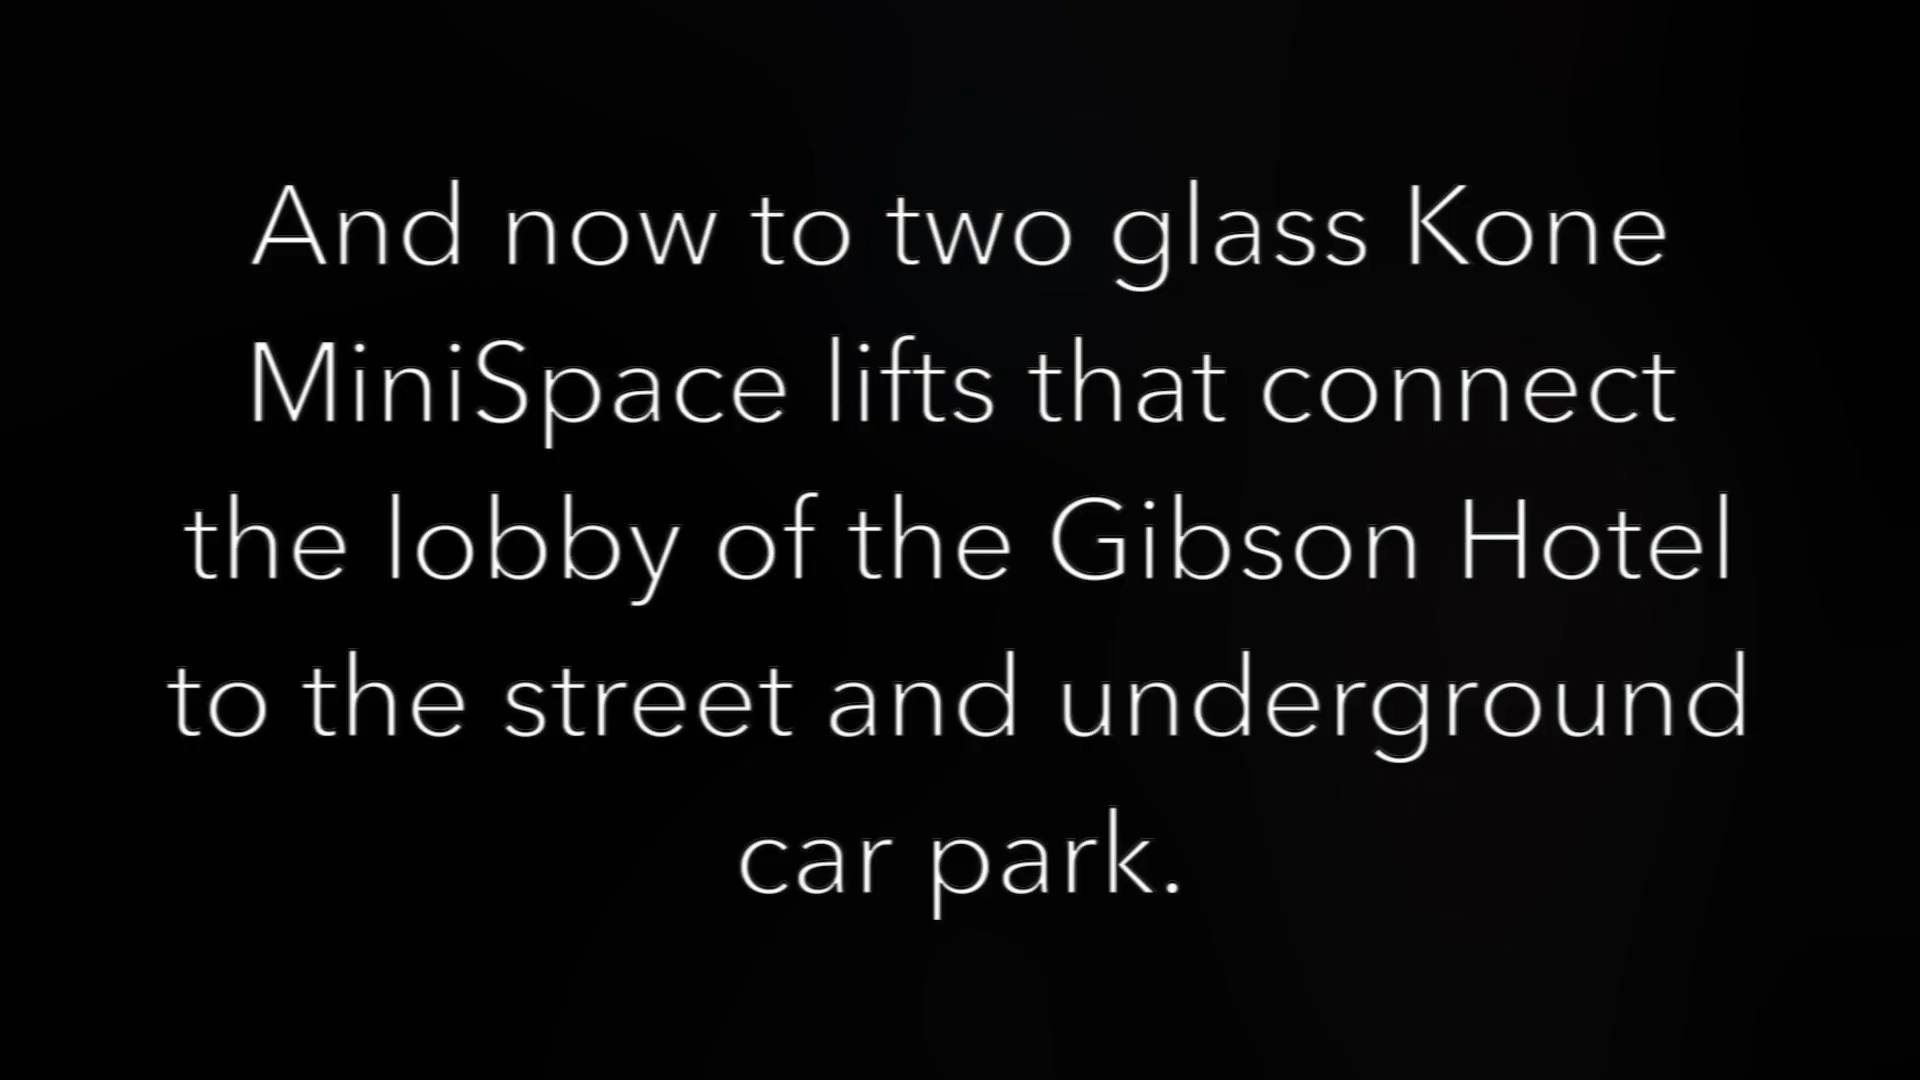 And now to two glass Kone
MiniSpace lifts that connect
the lobby of the Gibson Hotel
to the street and underground
car park.